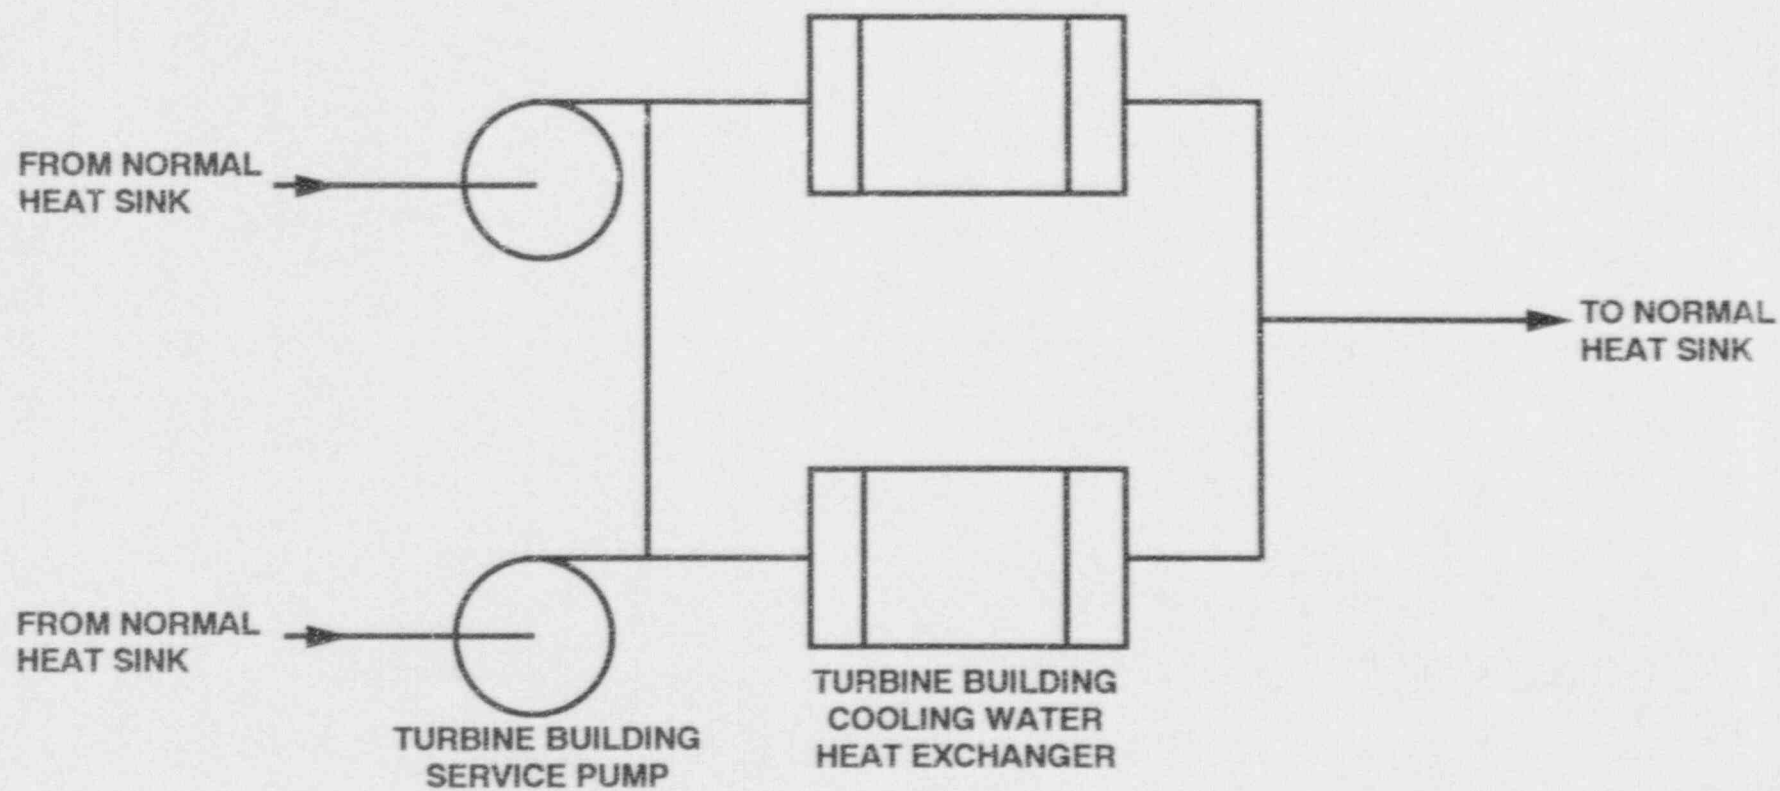 FROM NORMAL
HEAT SINK
TO NORMAL
HEAT SINK
FROM NORMAL
HEAT SINK
TURBINE BUILDING
SERVICE PUMP
TURBINE BUILDING
COOLING WATER
HEAT EXCHANGER